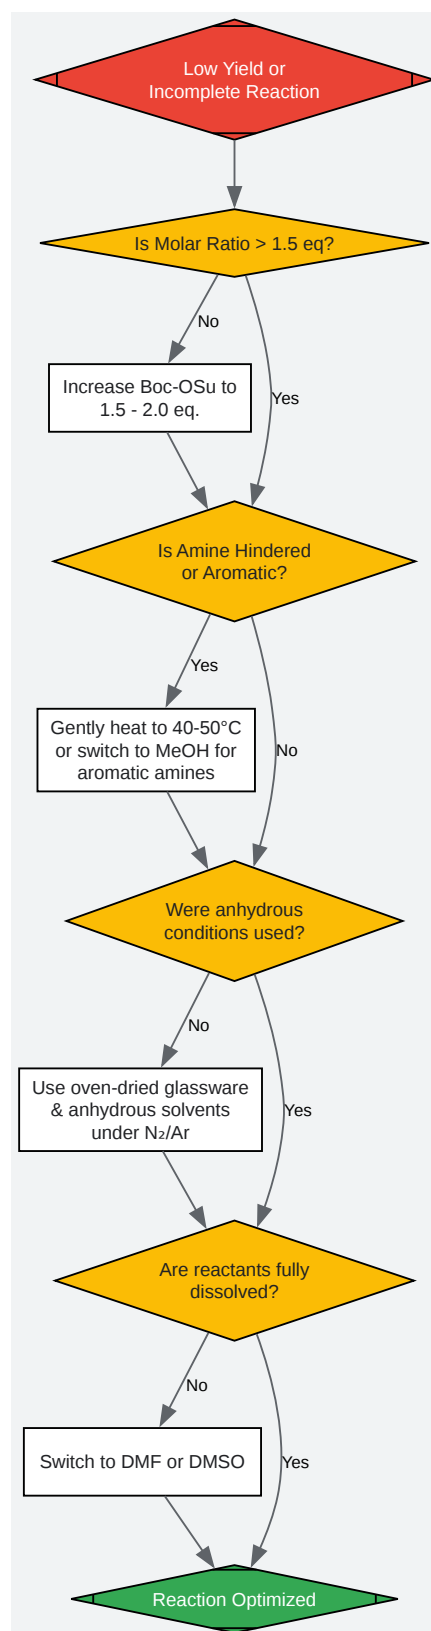 Low Yield or
Incomplete Reaction
Is Molar Ratio > 1.5 eq?
No
Increase Boc-OSu to
1.5 - 2.0 eq.
Yes
Is Amine Hindered
or Aromatic?
Yes
Gently heat to 40-50°C
or switch to MeOH for
aromatic amines
No
Were anhydrous
conditions used?
No
Use oven-dried glassware
& anhydrous solvents
under N₂/Ar
Yes
Are reactants fully
dissolved?
No
Switch to DMF or DMSO
Yes
Reaction Optimized